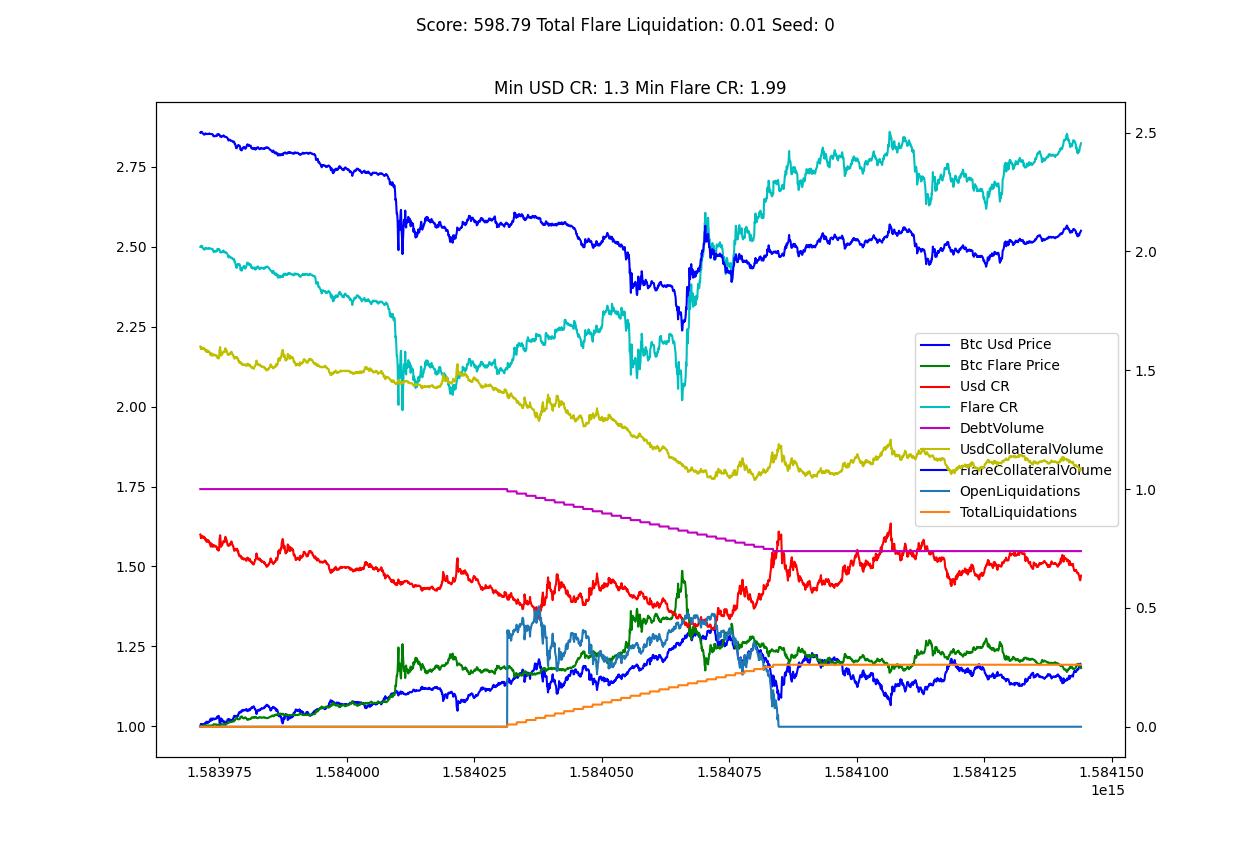 Score: 598.79 Total Flare Liquidation: 0.01 Seed: 0
Min USD CR: 1.3 Min Flare CR: 1.99
2.75
2.50
2.25
2.00
1.75
1.50
1.25
1.00
2.5
2.0
1.5
1.0
0.5
0.0
Btc Usd Price
Btc Flare Price
Usd CR
Flare CR
DebtVolume
UsdCollateralVolume
FlareCollateralVolume
OpenLiquidations
TotalLiquidations
1.583975 1.584000 1.584025 1.584050 1.584075 1.584100 1.584125 1.584150
1e15